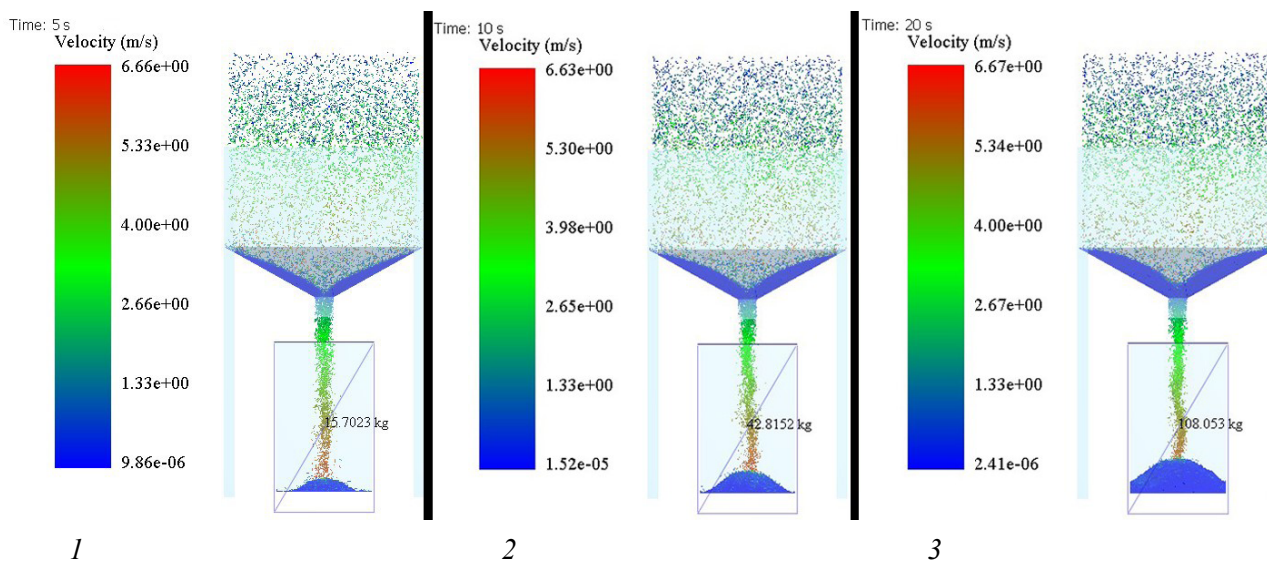 Time: 5 s
Velocity (m/s)
6.66e+00
5.33e+00
4.00e+00
2.66e+00
1.33e+00
9.86e-06
15.7023 kg
1
Time: 10 s
Velocity (m/s)
6.63e+00
5.30e+00
3.98e+00
2.65e+00
1.33e+00
1.52e-05
42.8152 kg
2
Time: 20 s
Velocity (m/s)
6.67e+00
5.34e+00
4.00e+00
2.67e+00
1.33e+00
2.41e-06
108.053 kg
3